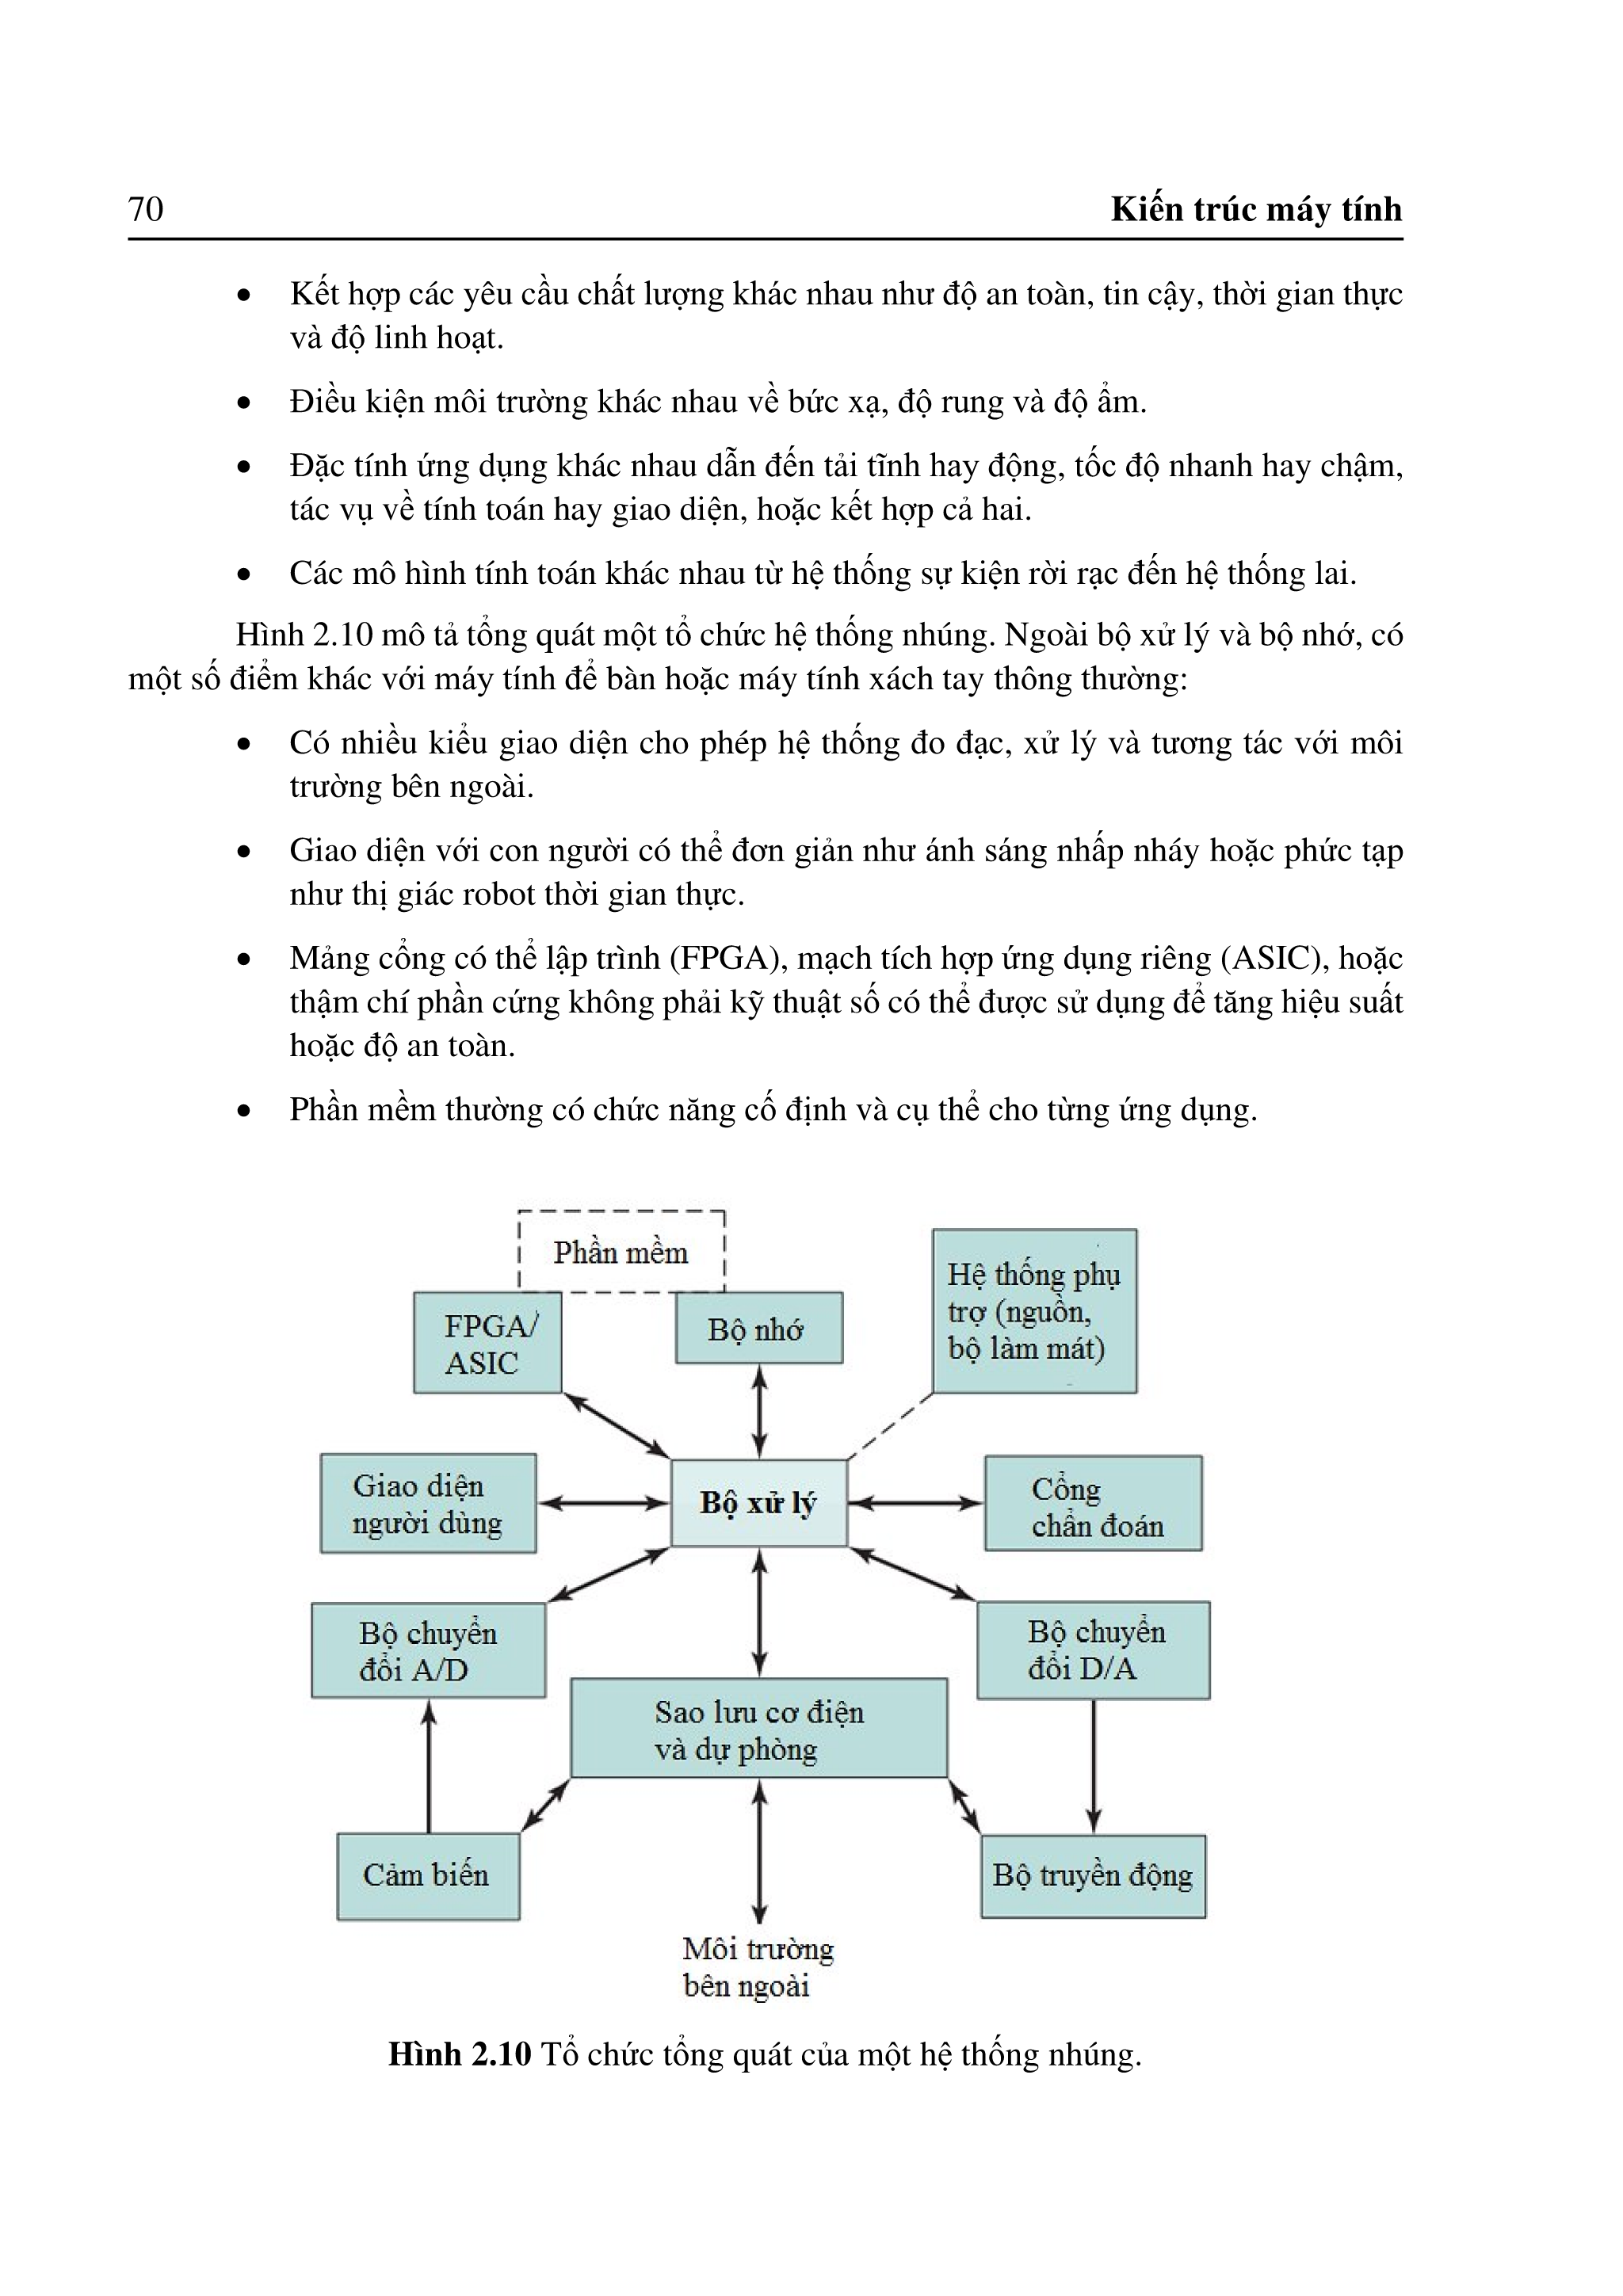 70 Kiến trúc máy tính
• Kết hợp các yêu cầu chất lượng khác nhau như độ an toàn, tin cậy, thời gian thực
và độ linh hoạt.
• Điều kiện môi trường khác nhau về bức xạ, độ rung và độ ẩm.
• Đặc tính ứng dụng khác nhau dẫn đến tải tĩnh hay động, tốc độ nhanh hay chậm,
tác vụ về tính toán hay giao diện, hoặc kết hợp cả hai.
• Các mô hình tính toán khác nhau từ hệ thống sự kiện rời rạc đến hệ thống lai.
Hình 2.10 mô tả tổng quát một tổ chức hệ thống nhúng. Ngoài bộ xử lý và bộ nhớ, có
một số điểm khác với máy tính để bàn hoặc máy tính xách tay thông thường:
• Có nhiều kiểu giao diện cho phép hệ thống đo đạc, xử lý và tương tác với môi
trường bên ngoài.
• Giao diện với con người có thể đơn giản như ánh sáng nhấp nháy hoặc phức tạp
như thị giác robot thời gian thực.
• Mảng cổng có thể lập trình (FPGA), mạch tích hợp ứng dụng riêng (ASIC), hoặc
thậm chí phần cứng không phải kỹ thuật số có thể được sử dụng để tăng hiệu suất
hoặc độ an toàn.
• Phần mềm thường có chức năng cố định và cụ thể cho từng ứng dụng.
Phần mềm
FPGA/
ASIC
Bộ nhớ
Hệ thống phụ
trợ (nguồn,
bộ làm mát)
Giao diện
người dùng
Bộ xử lý
Cổng
chẩn đoán
Bộ chuyển
đổi A/D
Bộ chuyển
đổi D/A
Sao lưu cơ điện
và dự phòng
Cảm biến
Bộ truyền động
Môi trường
bên ngoài
Hình 2.10 Tổ chức tổng quát của một hệ thống nhúng.